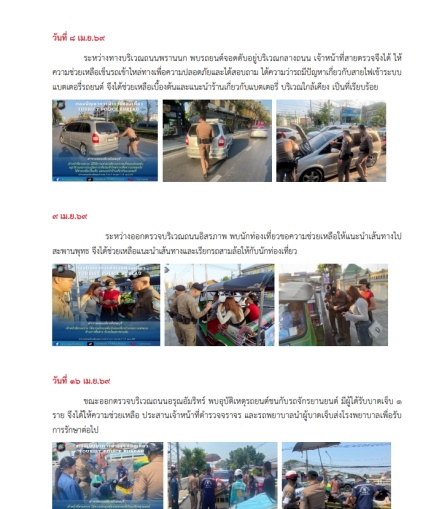 วันที่ ๘ เม.ย.๖๙
ระหว่างทางบริเวณถนนพรานนก พบรถยนต์จอดดับอยู่บริเวณกลางถนน เจ้าหน้าที่สายตรวจจึงได้ ให้
ความช่วยเหลือเข็นรถเข้าไหล่ทางเพื่อความปลอดภัยและได้สอบถาม ได้ความว่ารถมีปัญหาเกี่ยวกับสายไฟเข้าระบบ
แบตเตอรี่รถยนต์ จึงได้ช่วยเหลือเบื้องต้นและแนะนำร้านเกี่ยวกับแบตเตอรี่ บริเวณใกล้เคียง เป็นที่เรียบร้อย
TOURIST POLICE BUREAU
๙ เม.ย.๖๙
ระหว่างออกตรวจบริเวณถนนอิสรภาพ พบนักท่องเที่ยวขอความช่วยเหลือให้แนะนำเส้นทางไป
สะพานพุทธ จึงได้ช่วยเหลือแนะนำเส้นทางและเรียกรถสามล้อให้กับนักท่องเที่ยว
TOURIST POLICE BUREAU
วันที่ ๑๖ เม.ย.๖๙
ขณะออกตรวจบริเวณถนนอรุณอัมรินทร์ พบอุบัติเหตุรถยนต์ชนกับรถจักรยานยนต์ มีผู้ได้รับบาดเจ็บ ๑
ราย จึงได้ให้ความช่วยเหลือ ประสานเจ้าหน้าที่ตำรวจจราจร และรถพยาบาลนำผู้บาดเจ็บส่งโรงพยาบาลเพื่อรับ
การรักษาต่อไป
TOURIST POLICE BUREAU